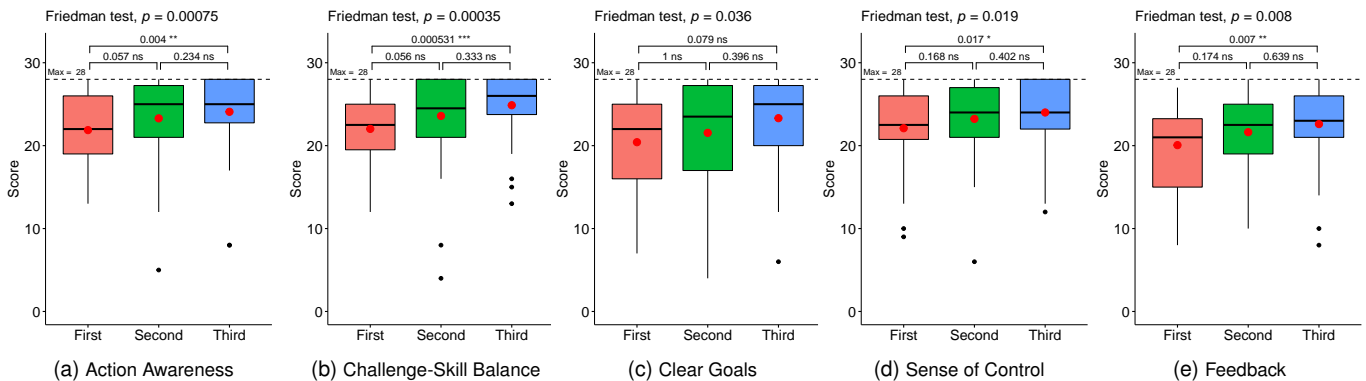 Friedman test, p = 0.00075
0.004 **
0.057 ns 0.234 ns
Max = 28
30
20
10
0
Score
First Second Third
(a) Action Awareness
Friedman test, p = 0.00035
0.000531 ***
0.056 ns 0.333 ns
Max = 28
30
20
10
0
Score
First Second Third
(b) Challenge-Skill Balance
Friedman test, p = 0.036
0.079 ns
1 ns 0.396 ns
Max = 28
30
20
10
0
Score
First Second Third
(c) Clear Goals
Friedman test, p = 0.019
0.017 *
0.168 ns 0.402 ns
Max = 28
30
20
10
0
Score
First Second Third
(d) Sense of Control
Friedman test, p = 0.008
0.007 **
0.174 ns 0.639 ns
Max = 28
30
20
10
0
Score
First Second Third
(e) Feedback